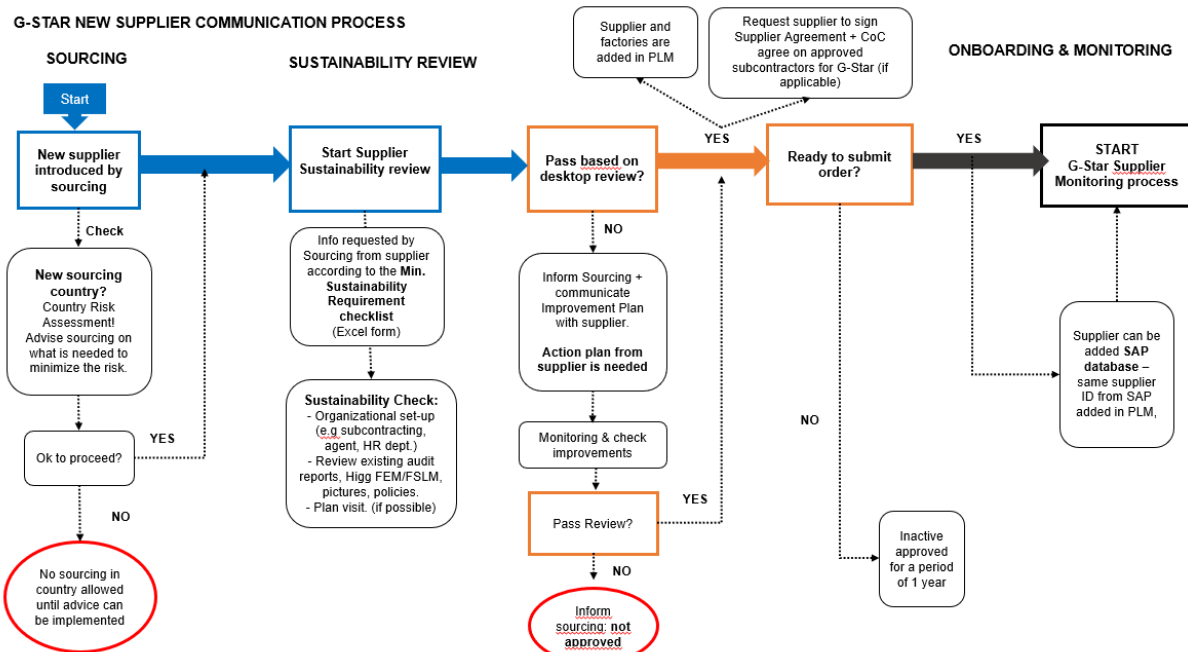 G-STAR NEW SUPPLIER COMMUNICATION PROCESS
SOURCING
SUSTAINABILITY REVIEW
ONBOARDING & MONITORING
Start
New supplier
introduced by
sourcing
Check
New sourcing
country?
Country Risk
Assessment!
Advise sourcing on
what is needed to
minimize the risk.
Ok to proceed?
YES
NO
No sourcing in
country allowed
until advice can
be implemented
Start Supplier
Sustainability review
Info requested by
Sourcing from supplier
according to the Min.
Sustainability
Requirement
checklist
(Excel form)
Sustainability Check:
- Organizational set-up
(e.g subcontracting,
agent, HR dept.)
- Review existing audit
reports, Higg FEM/FSLM,
pictures, policies.
- Plan visit. (if possible)
Pass based on
desktop review?
NO
Inform Sourcing +
communicate
Improvement Plan
with supplier.
Action plan from
supplier is needed
Monitoring & check
improvements
Pass Review?
YES
NO
Inform
sourcing: not
approved
YES
Supplier and
factories are
added in PLM
Request supplier to sign
Supplier Agreement + CoC
agree on approved
subcontractors for G-Star (if
applicable)
Ready to submit
order?
NO
Inactive
approved
for a period
of 1 year
YES
Supplier can be
added SAP
database –
same supplier
ID from SAP
added in PLM,
START
G-Star Supplier
Monitoring process